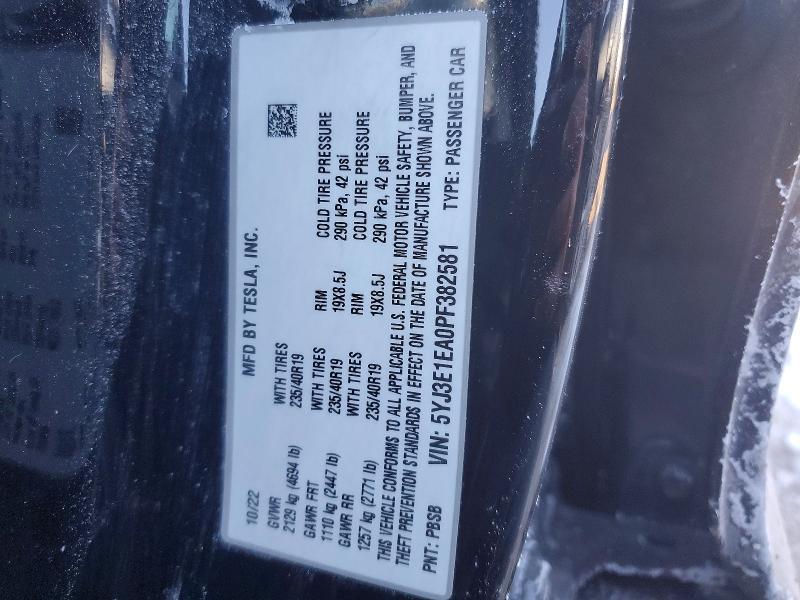 MFD BY TESLA, INC.
10/22
GVWR WITH TIRES RIM COLD TIRE PRESSURE
2129 kg (4694 lb) 235/40R19 19X8.5J 290 kPa, 42 psi
GAWR FRT WITH TIRES RIM COLD TIRE PRESSURE
1110 kg (2447 lb) 235/40R19 19X8.5J 290 kPa, 42 psi
GAWR RR WITH TIRES
1257 kg (2771 lb) 235/40R19
THIS VEHICLE CONFORMS TO ALL APPLICABLE U.S. FEDERAL MOTOR VEHICLE SAFETY, BUMPER, AND
THEFT PREVENTION STANDARDS IN EFFECT ON THE DATE OF MANUFACTURE SHOWN ABOVE.
PNT: PBSB VIN: 5YJ3E1EA0PF382581 TYPE: PASSENGER CAR